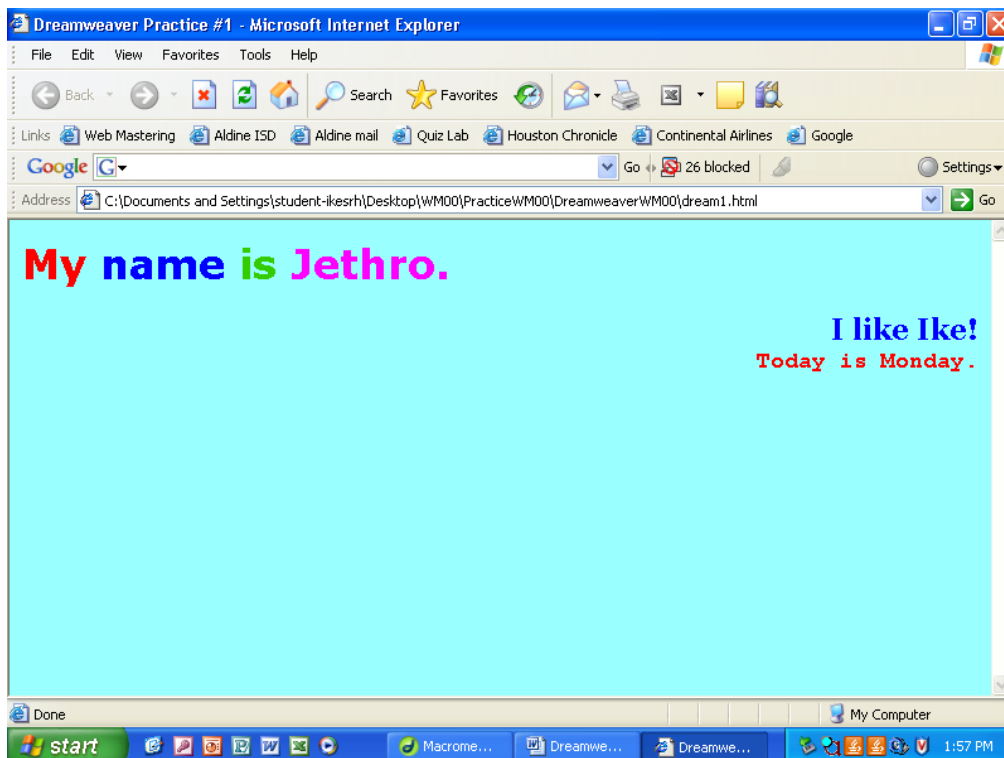 Dreamweaver Practice #1 - Microsoft Internet Explorer
File Edit View Favorites Tools Help
Back Search Favorites
Links Web Mastering Aldine ISD Aldine mail Quiz Lab Houston Chronicle Continental Airlines Google
Google G Go 26 blocked Settings
Address C:\Documents and Settings\student-ikesrh\Desktop\WM00\PracticeWM00\DreamweaverWM00\dream1.html Go
My name is Jethro.
I like Ike!
Today is Monday.
Done My Computer
start Macrome... Dreamwe... Dreamwe... 1:57 PM